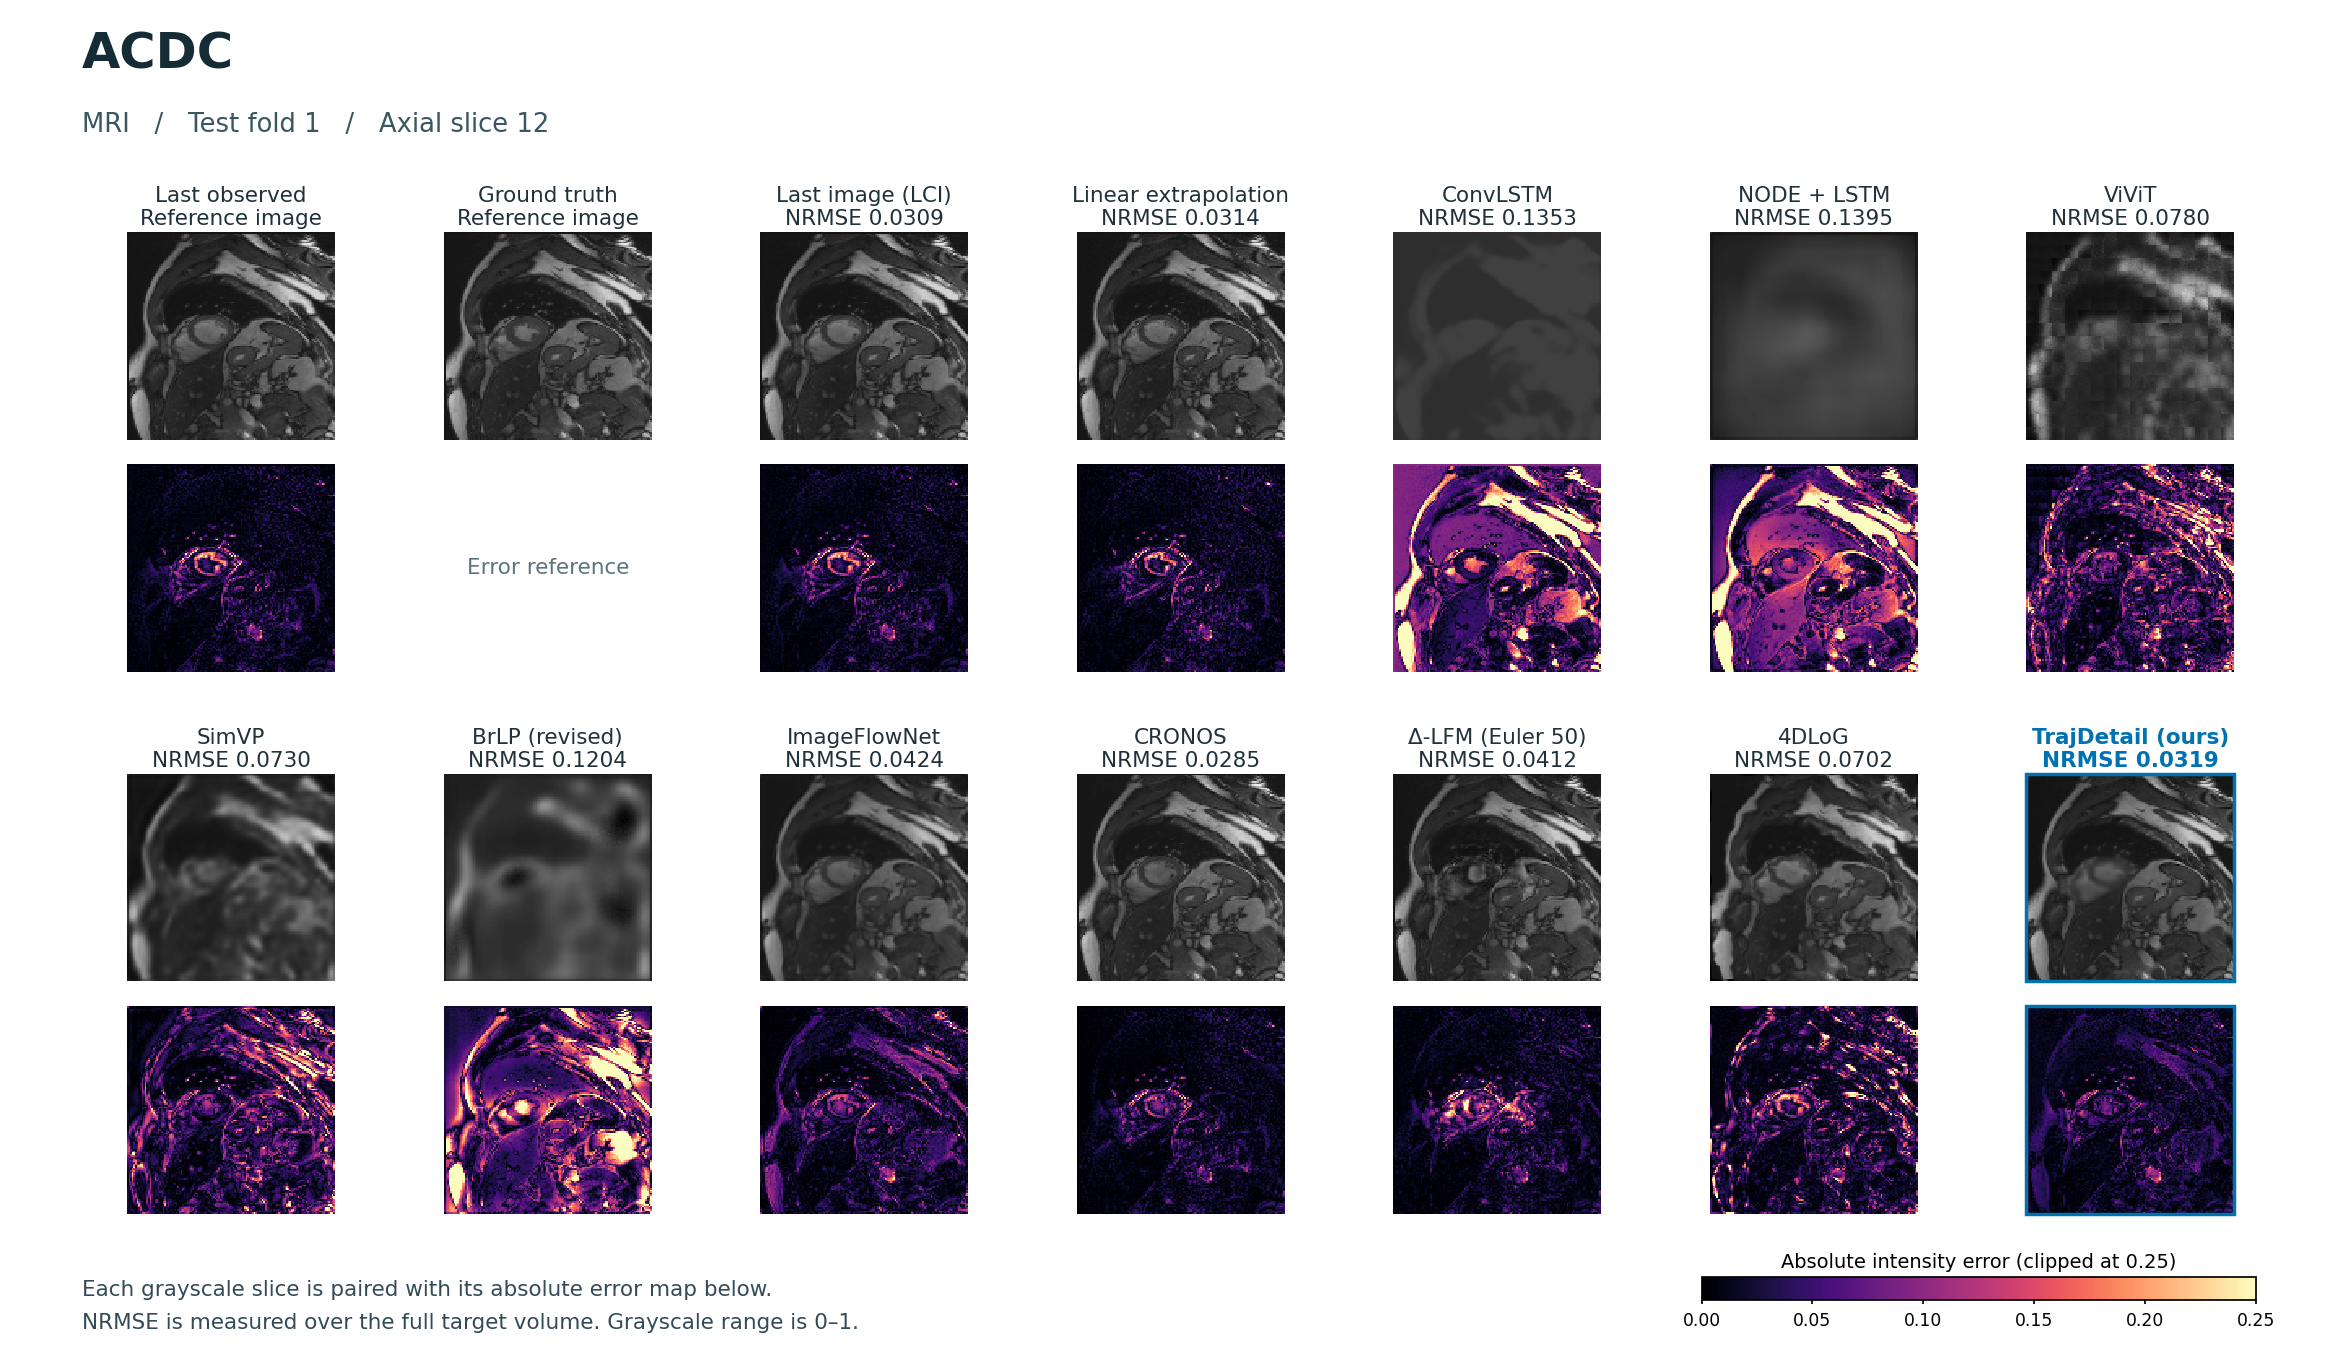 ACDC
MRI / Test fold 1 / Axial slice 12
Last observed
Reference image
Ground truth
Reference image
Last image (LCI)
NRMSE 0.0309
Linear extrapolation
NRMSE 0.0314
ConvLSTM
NRMSE 0.1353
NODE + LSTM
NRMSE 0.1395
ViViT
NRMSE 0.0780
Error reference
SimVP
NRMSE 0.0730
BrLP (revised)
NRMSE 0.1204
ImageFlowNet
NRMSE 0.0424
CRONOS
NRMSE 0.0285
Δ-LFM (Euler 50)
NRMSE 0.0412
4DLoG
NRMSE 0.0702
TrajDetail (ours)
NRMSE 0.0319
Each grayscale slice is paired with its absolute error map below.
NRMSE is measured over the full target volume. Grayscale range is 0–1.
Absolute intensity error (clipped at 0.25)
0.00 0.05 0.10 0.15 0.20 0.25